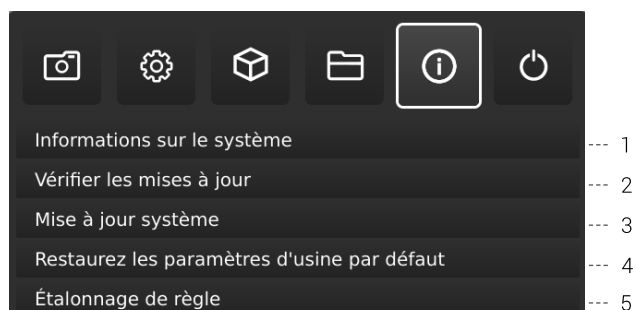 Informations sur le système --- 1
Vérifier les mises à jour --- 2
Mise à jour système --- 3
Restaurez les paramètres d'usine par défaut --- 4
Étalonnage de règle --- 5